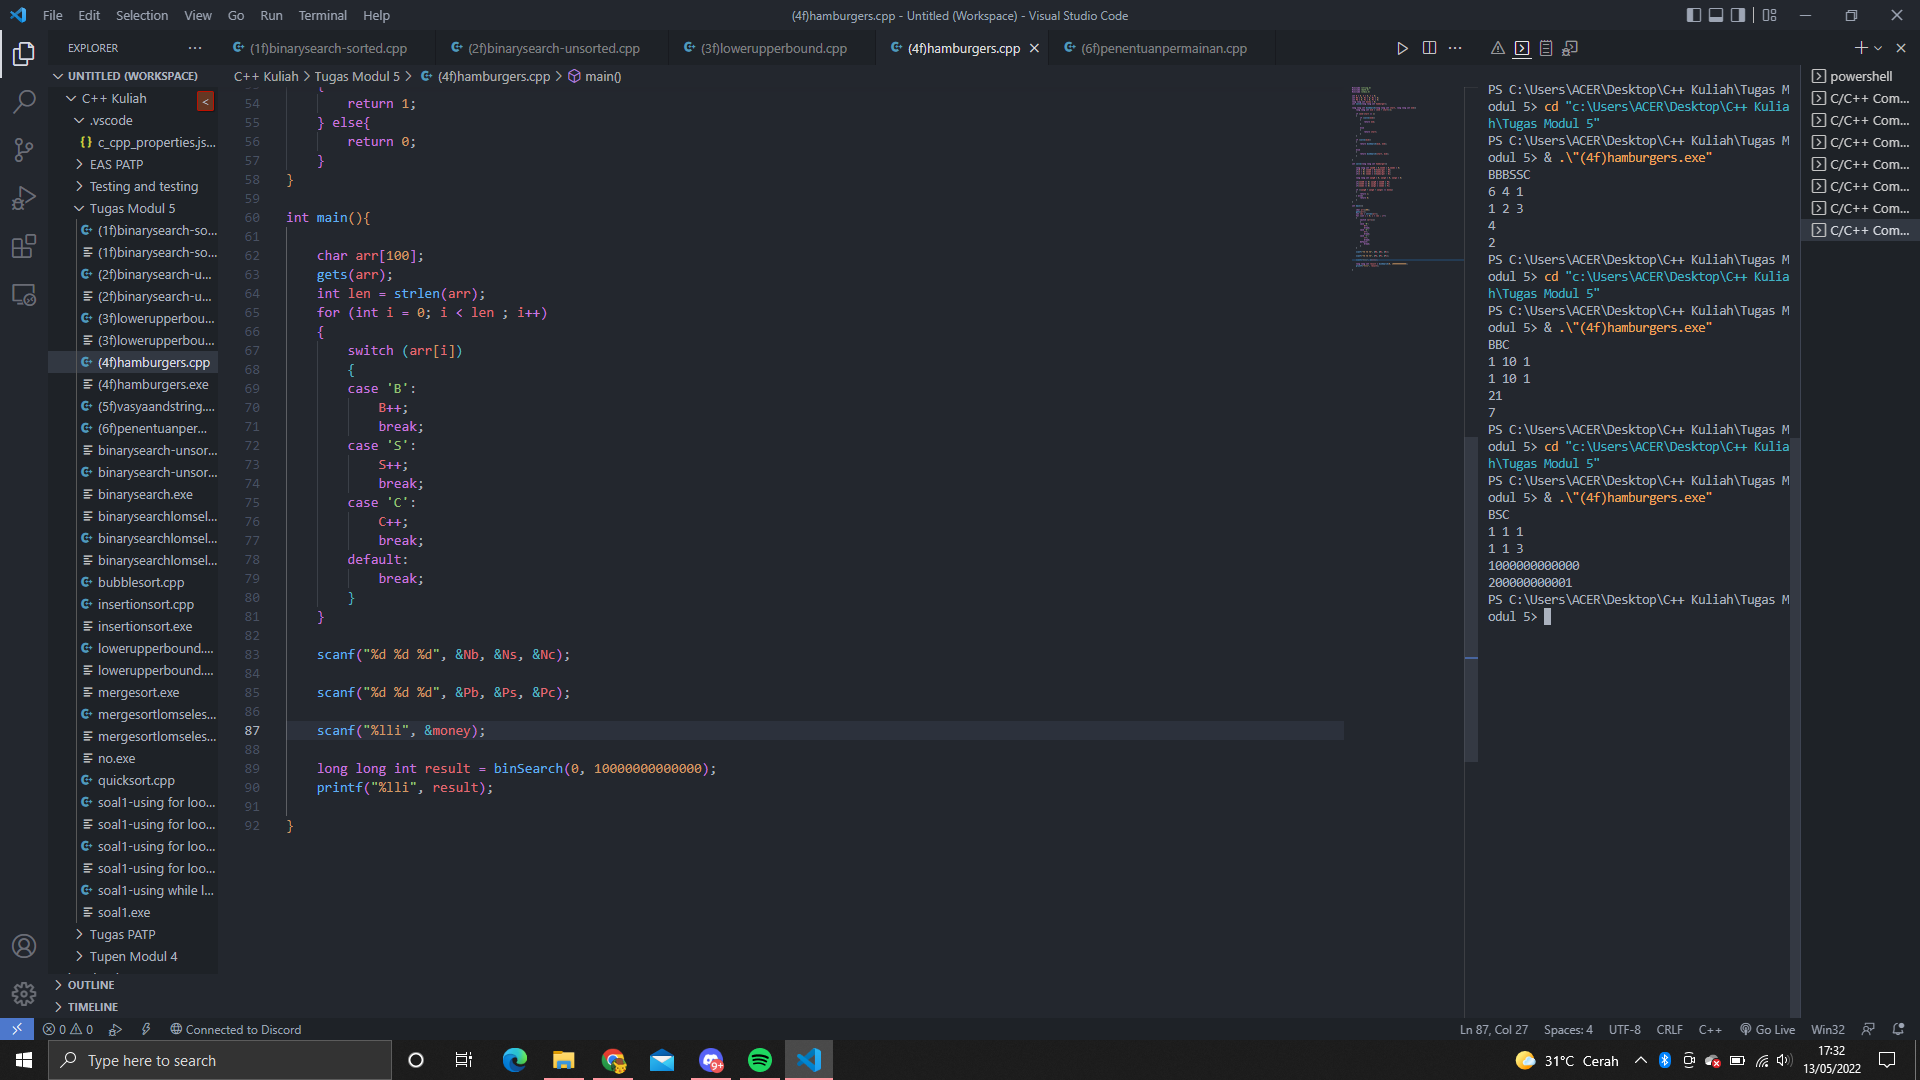 File Edit Selection View Go Run Terminal Help
(4f)hamburgers.cpp - Untitled (Workspace) - Visual Studio Code
EXPLORER
(1f)binarysearch-sorted.cpp
(2f)binarysearch-unsorted.cpp
(3f)lowerupperbound.cpp
(4f)hamburgers.cpp
(6f)penentuanpermainan.cpp
C++ Kuliah > Tugas Modul 5 > (4f)hamburgers.cpp > main()
UNTITLED (WORKSPACE)
C++ Kuliah
.vscode
c_cpp_properties.js...
EAS PATP
Testing and testing
Tugas Modul 5
(1f)binarysearch-so...
(1f)binarysearch-so...
(2f)binarysearch-u...
(2f)binarysearch-u...
(3f)lowerupperbou...
(3f)lowerupperbou...
(4f)hamburgers.cpp
(4f)hamburgers.exe
(5f)vasyaandstring....
(6f)penentuanper...
binarysearch-unsor...
binarysearch-unsor...
binarysearch.exe
binarysearchlomsel...
binarysearchlomsel...
binarysearchlomsel...
bubblesort.cpp
insertionsort.cpp
insertionsort.exe
lowerupperbound....
lowerupperbound....
mergesort.exe
mergesortlomseles...
mergesortlomseles...
no.exe
quicksort.cpp
soal1-using for loo...
soal1-using for loo...
soal1-using for loo...
soal1-using for loo...
soal1-using while l...
soal1.exe
Tugas PATP
Tupen Modul 4
OUTLINE
TIMELINE
{
54 return 1;
55 } else{
56 return 0;
57 }
58 }
59
60 int main(){
61
62 char arr[100];
63 gets(arr);
64 int len = strlen(arr);
65 for (int i = 0; i < len ; i++)
66 {
67 switch (arr[i])
68 {
69 case 'B':
70 B++;
71 break;
72 case 'S':
73 S++;
74 break;
75 case 'C':
76 C++;
77 break;
78 default:
79 break;
80 }
81 }
82
83 scanf("%d %d %d", &Nb, &Ns, &Nc);
84
85 scanf("%d %d %d", &Pb, &Ps, &Pc);
86
87 scanf("%lli", &money);
88
89 long long int result = binSearch(0, 10000000000000);
90 printf("%lli", result);
91
92 }
PS C:\Users\ACER\Desktop\C++ Kuliah\Tugas M
odul 5> cd "c:\Users\ACER\Desktop\C++ Kulia
h\Tugas Modul 5"
PS C:\Users\ACER\Desktop\C++ Kuliah\Tugas M
odul 5> & .\"(4f)hamburgers.exe"
BBBSSC
6 4 1
1 2 3
4
2
PS C:\Users\ACER\Desktop\C++ Kuliah\Tugas M
odul 5> cd "c:\Users\ACER\Desktop\C++ Kulia
h\Tugas Modul 5"
PS C:\Users\ACER\Desktop\C++ Kuliah\Tugas M
odul 5> & .\"(4f)hamburgers.exe"
BBC
1 10 1
1 10 1
21
7
PS C:\Users\ACER\Desktop\C++ Kuliah\Tugas M
odul 5> cd "c:\Users\ACER\Desktop\C++ Kulia
h\Tugas Modul 5"
PS C:\Users\ACER\Desktop\C++ Kuliah\Tugas M
odul 5> & .\"(4f)hamburgers.exe"
BSC
1 1 1
1 1 3
1000000000000
200000000001
PS C:\Users\ACER\Desktop\C++ Kuliah\Tugas M
odul 5>
powershell
C/C++ Com...
C/C++ Com...
C/C++ Com...
C/C++ Com...
C/C++ Com...
C/C++ Com...
C/C++ Com...
0 0 Connected to Discord
Ln 87, Col 27 Spaces: 4 UTF-8 CRLF C++ Go Live Win32
Type here to search
9+
31°C Cerah
17:32
13/05/2022